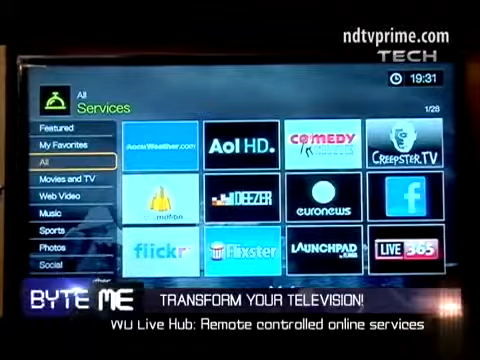 ndtvprime.com
TECH
19:31
All
Services
1/28
Featured
My Favorites
All
Movies and TV
Web Video
Music
Sports
Photos
Social
AccuWeather.com
Aol HD.
COMEDY
CREEPSTER.TV
DEEZER
euronews
f
flickr
Flixster
LAUNCHPAD
LIVE 365
BYTE ME
TRANSFORM YOUR TELEVISION!
WU Live Hub: Remote controlled online services